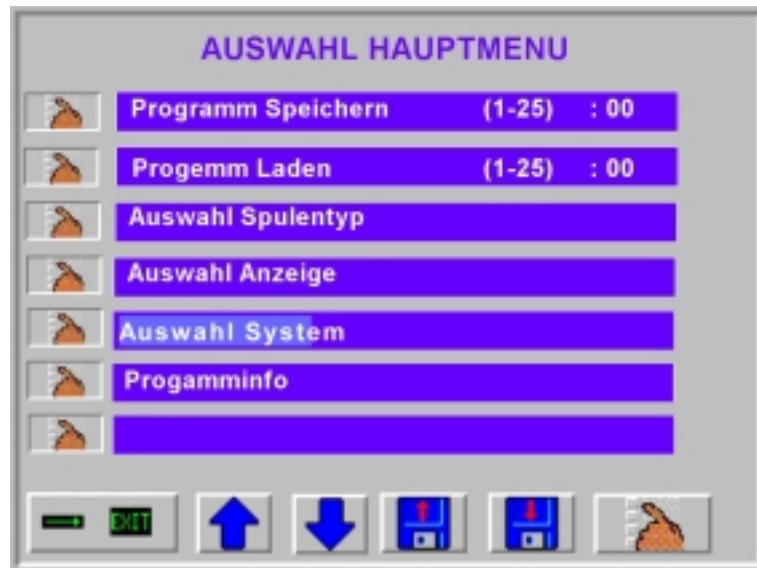 AUSWAHL HAUPTMENU
Programm Speichern (1-25) : 00
Progemm Laden (1-25) : 00
Auswahl Spulentyp
Auswahl Anzeige
Auswahl System
Progamminfo
EXIT